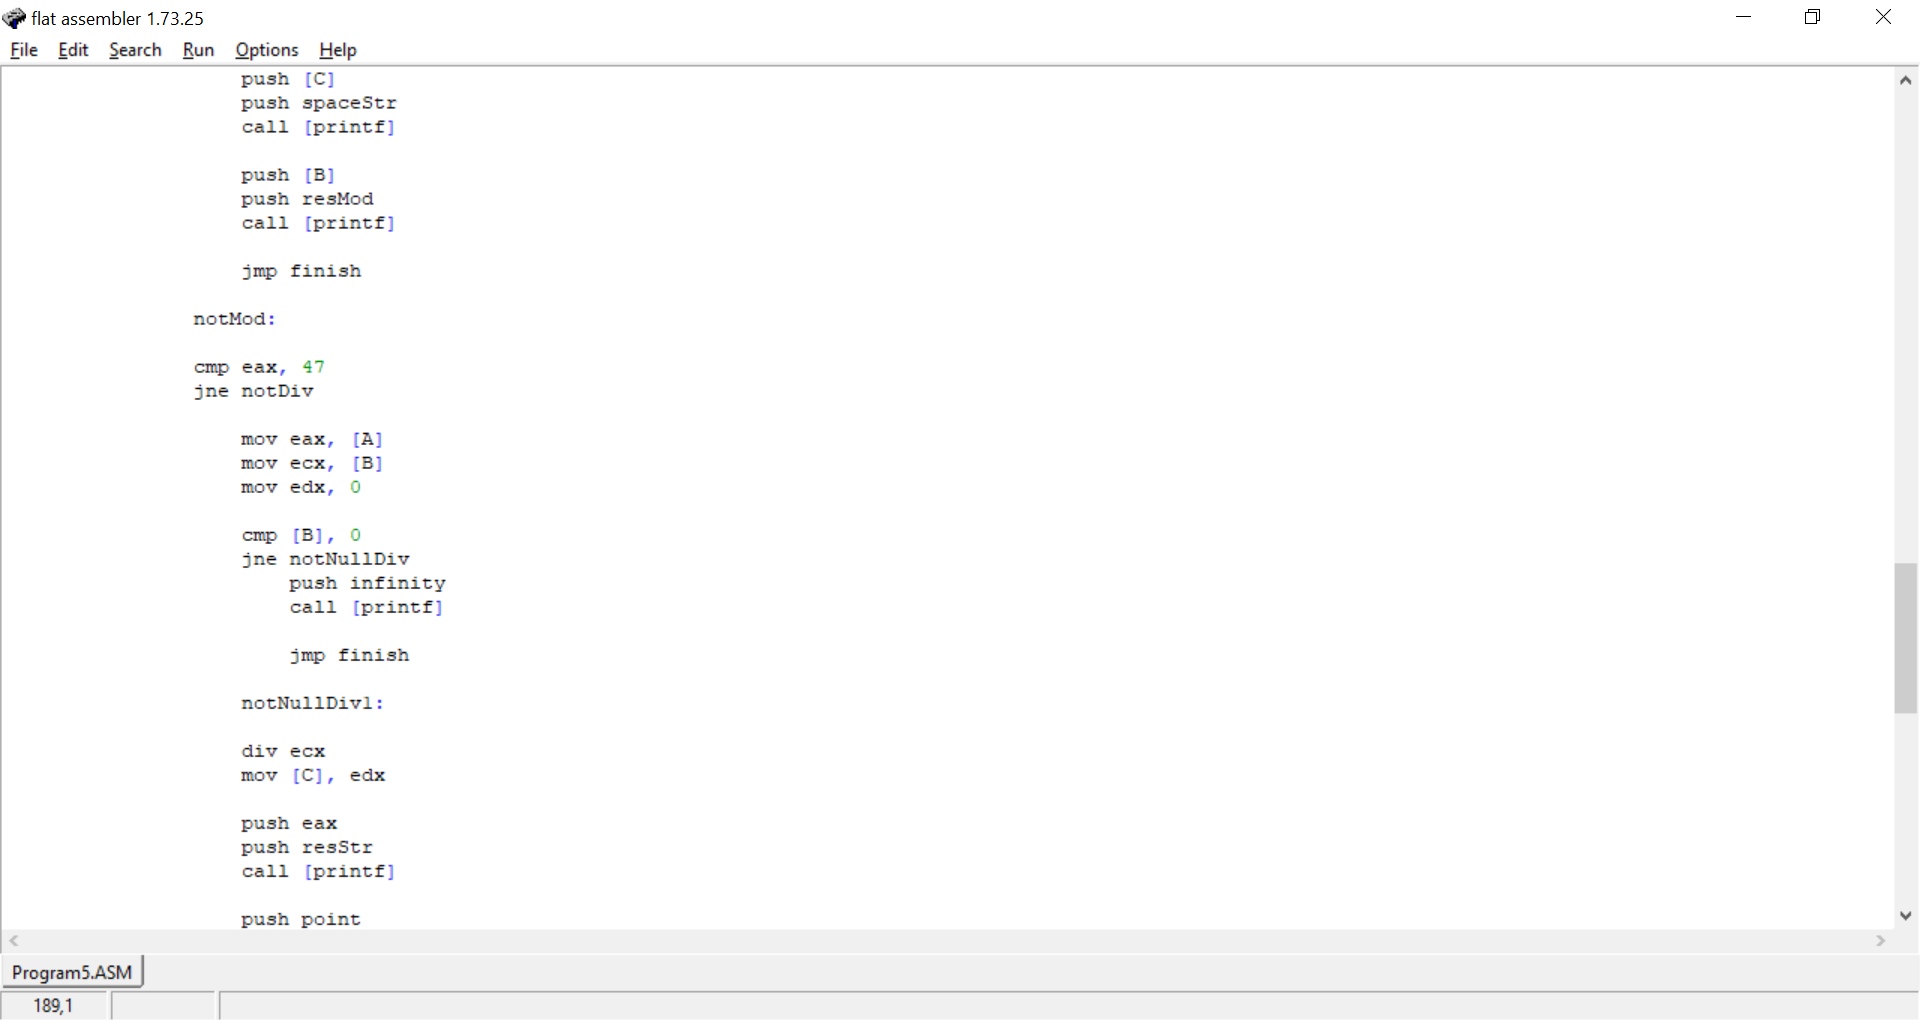 flat assembler 1.73.25
File Edit Search Run Options Help
push [C]
push spaceStr
call [printf]
push [B]
push resMod
call [printf]
jmp finish
notMod:
cmp eax, 47
jne notDiv
mov eax, [A]
mov ecx, [B]
mov edx, 0
cmp [B], 0
jne notNullDiv
push infinity
call [printf]
jmp finish
notNullDiv1:
div ecx
mov [C], edx
push eax
push resStr
call [printf]
push point
Program5.ASM
189,1